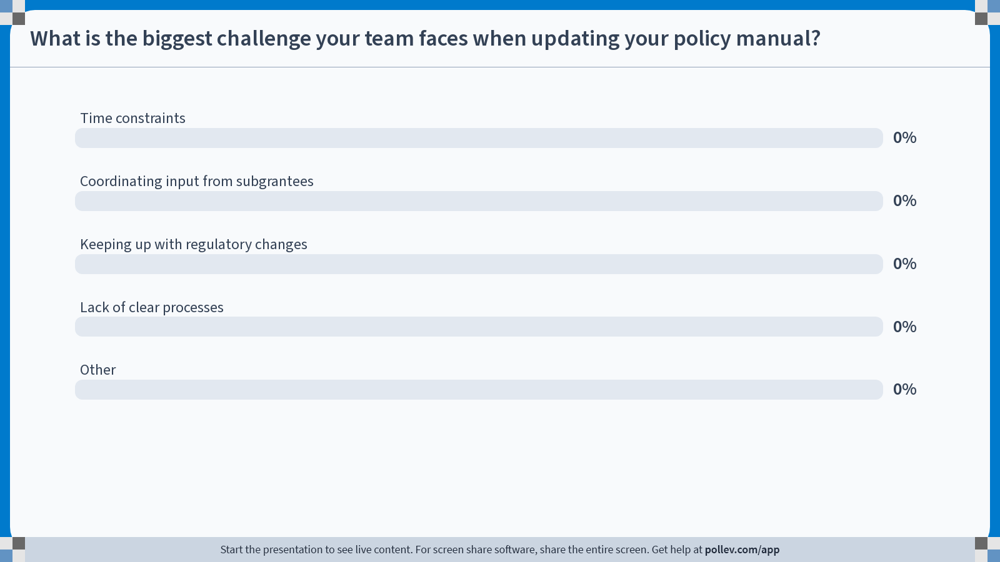 What is the biggest challenge your team faces when updating your policy manual?
Time constraints
0%
Coordinating input from subgrantees
0%
Keeping up with regulatory changes
0%
Lack of clear processes
0%
Other
0%
Start the presentation to see live content. For screen share software, share the entire screen. Get help at pollev.com/app